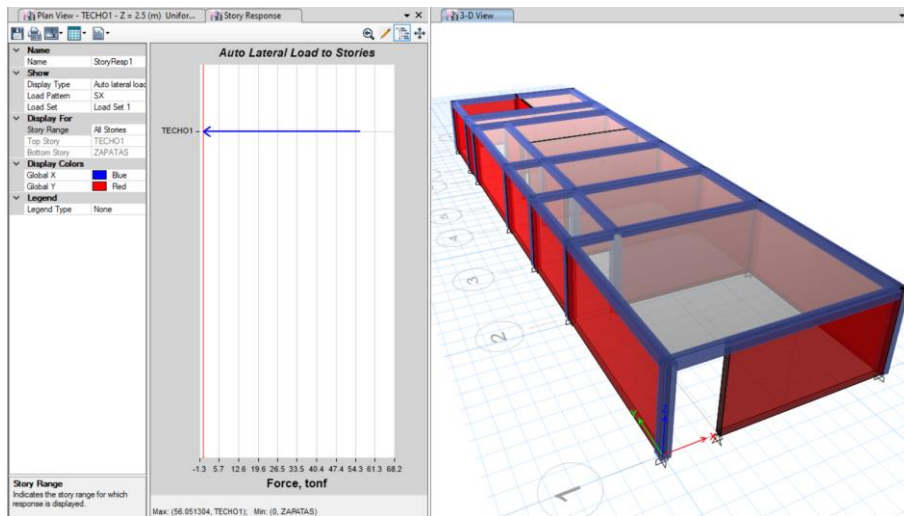 Plan View - TECHO1 - Z = 2.5 (m) Unifor...
Story Response
3-D View
Name
Name StoryResp1
Show
Display Type Auto lateral load
Load Pattern SX
Load Set Load Set 1
Display For
Story Range All Stories
Top Story TECHO1
Bottom Story ZAPATAS
Display Colors
Global X Blue
Global Y Red
Legend
Legend Type None
Story Range
Indicates the story range for which
response is displayed.
Auto Lateral Load to Stories
TECHO1
-1.3 5.7 12.6 19.6 26.5 33.5 40.4 47.4 54.3 61.3 68.2
Force, tonf
Max: (56.051304, TECHO1); Min: (0, ZAPATAS)
5
4
3
2
1
X